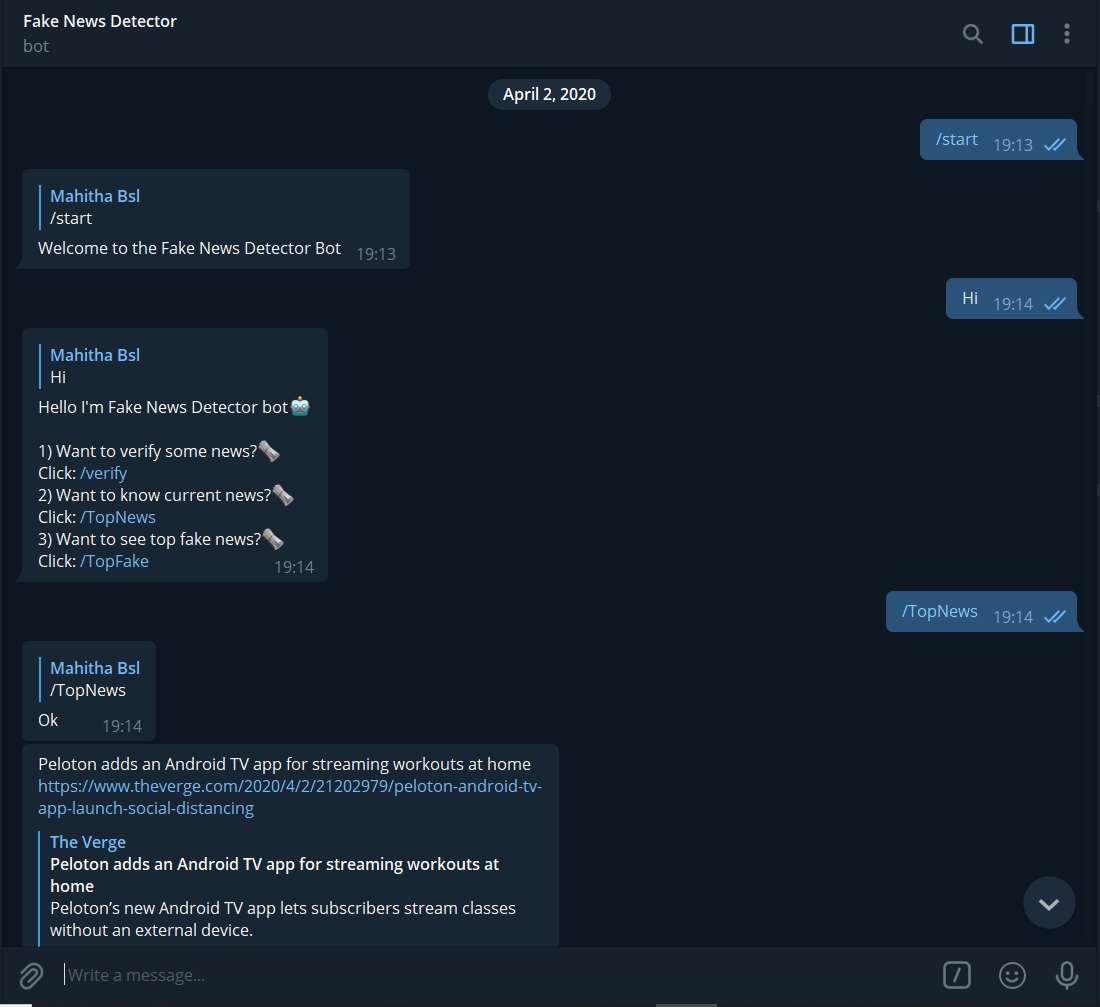 Fake News Detector
bot
April 2, 2020
/start 19:13
Mahitha Bsl
/start
Welcome to the Fake News Detector Bot 19:13
Hi 19:14
Mahitha Bsl
Hi
Hello I'm Fake News Detector bot🤖
1) Want to verify some news?🗞
Click: /verify
2) Want to know current news?🗞
Click: /TopNews
3) Want to see top fake news?🗞
Click: /TopFake
19:14
/TopNews 19:14
Mahitha Bsl
/TopNews
Ok 19:14
Peloton adds an Android TV app for streaming workouts at home
https://www.theverge.com/2020/4/2/21202979/peloton-android-tv-
app-launch-social-distancing
The Verge
Peloton adds an Android TV app for streaming workouts at
home
Peloton’s new Android TV app lets subscribers stream classes
without an external device.
Write a message...